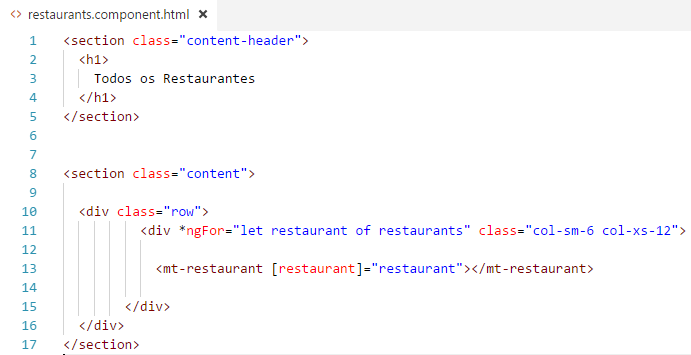 <> restaurants.component.html ×
1 <section class="content-header">
2   <h1>
3     Todos os Restaurantes
4   </h1>
5 </section>
6
7
8 <section class="content">
9
10   <div class="row">
11           <div *ngFor="let restaurant of restaurants" class="col-sm-6 col-xs-12">
12
13             <mt-restaurant [restaurant]="restaurant"></mt-restaurant>
14
15         </div>
16   </div>
17 </section>